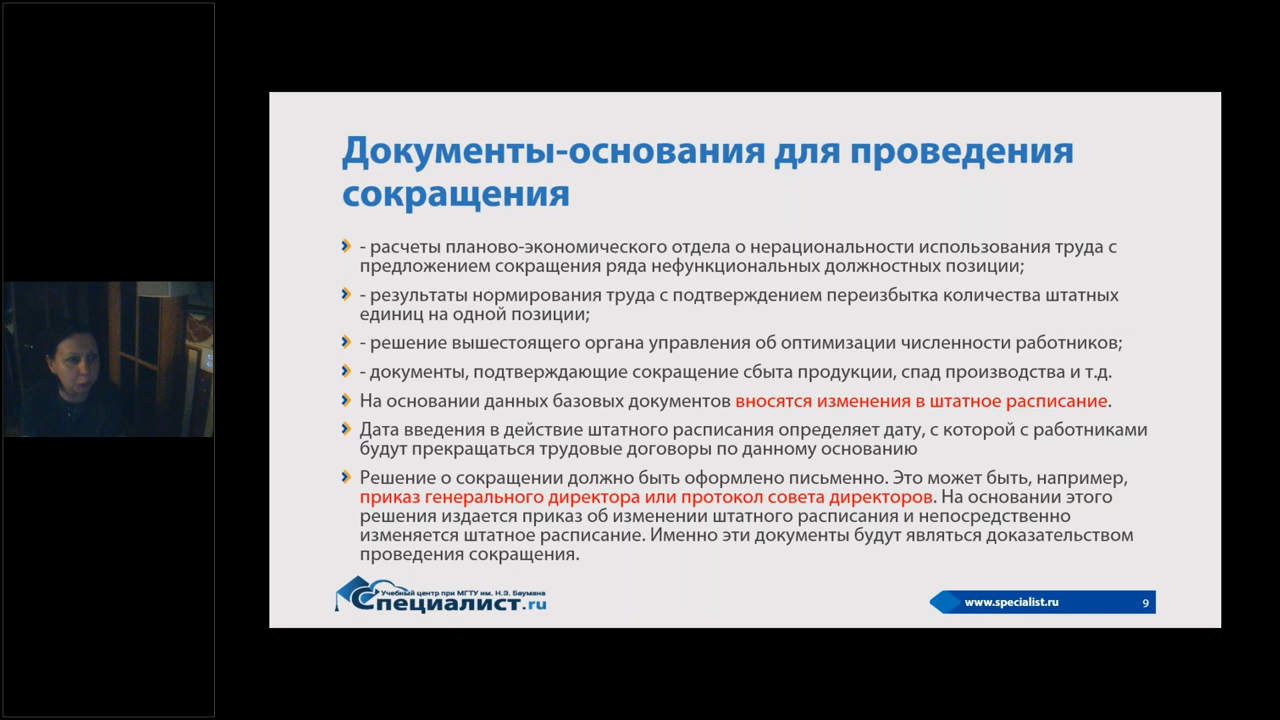 Документы-основания для проведения
сокращения
- расчеты планово-экономического отдела о нерациональности использования труда с
предложением сокращения ряда нефункциональных должностных позиции;
- результаты нормирования труда с подтверждением переизбытка количества штатных
единиц на одной позиции;
- решение вышестоящего органа управления об оптимизации численности работников;
- документы, подтверждающие сокращение сбыта продукции, спад производства и т.д.
На основании данных базовых документов вносятся изменения в штатное расписание.
Дата введения в действие штатного расписания определяет дату, с которой с работниками
будут прекращаться трудовые договоры по данному основанию
Решение о сокращении должно быть оформлено письменно. Это может быть, например,
приказ генерального директора или протокол совета директоров. На основании этого
решения издается приказ об изменении штатного расписания и непосредственно
изменяется штатное расписание. Именно эти документы будут являться доказательством
проведения сокращения.
Учебный центр при МГТУ им. Н.Э. Баумана
Специалист.ru
www.specialist.ru
9